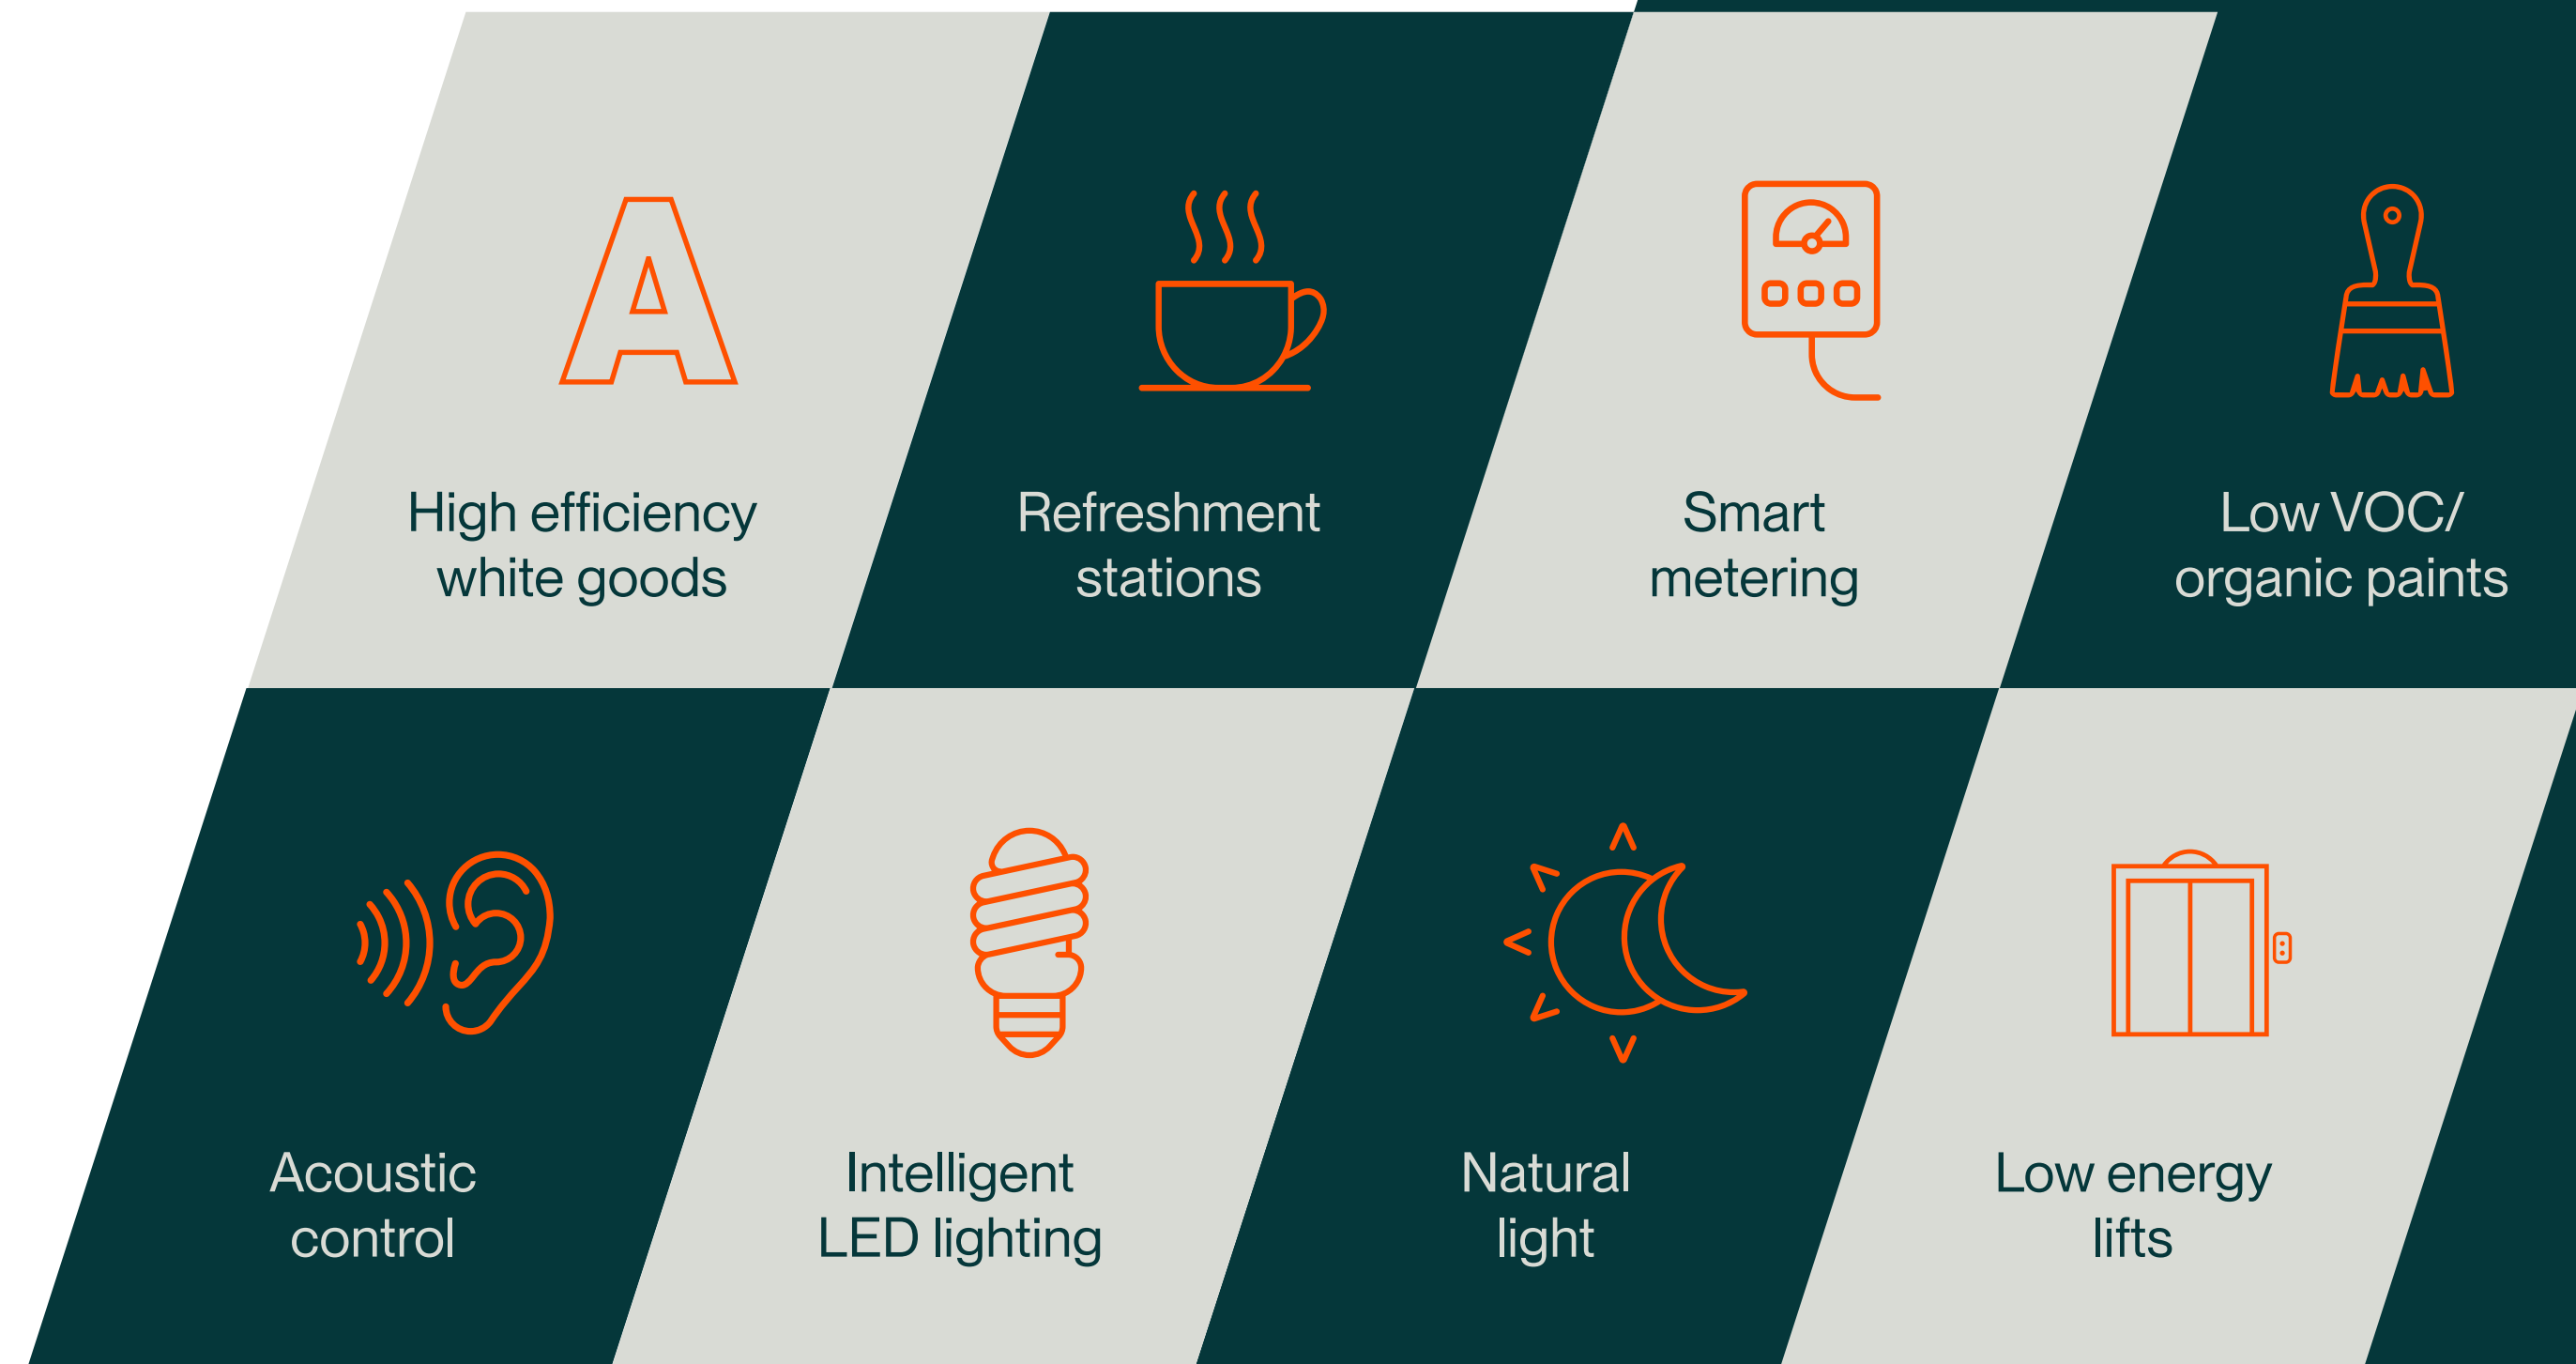 A
High efficiency
white goods
Refreshment
stations
Smart
metering
Low VOC/
organic paints
Acoustic
control
Intelligent
LED lighting
Natural
light
Low energy
lifts